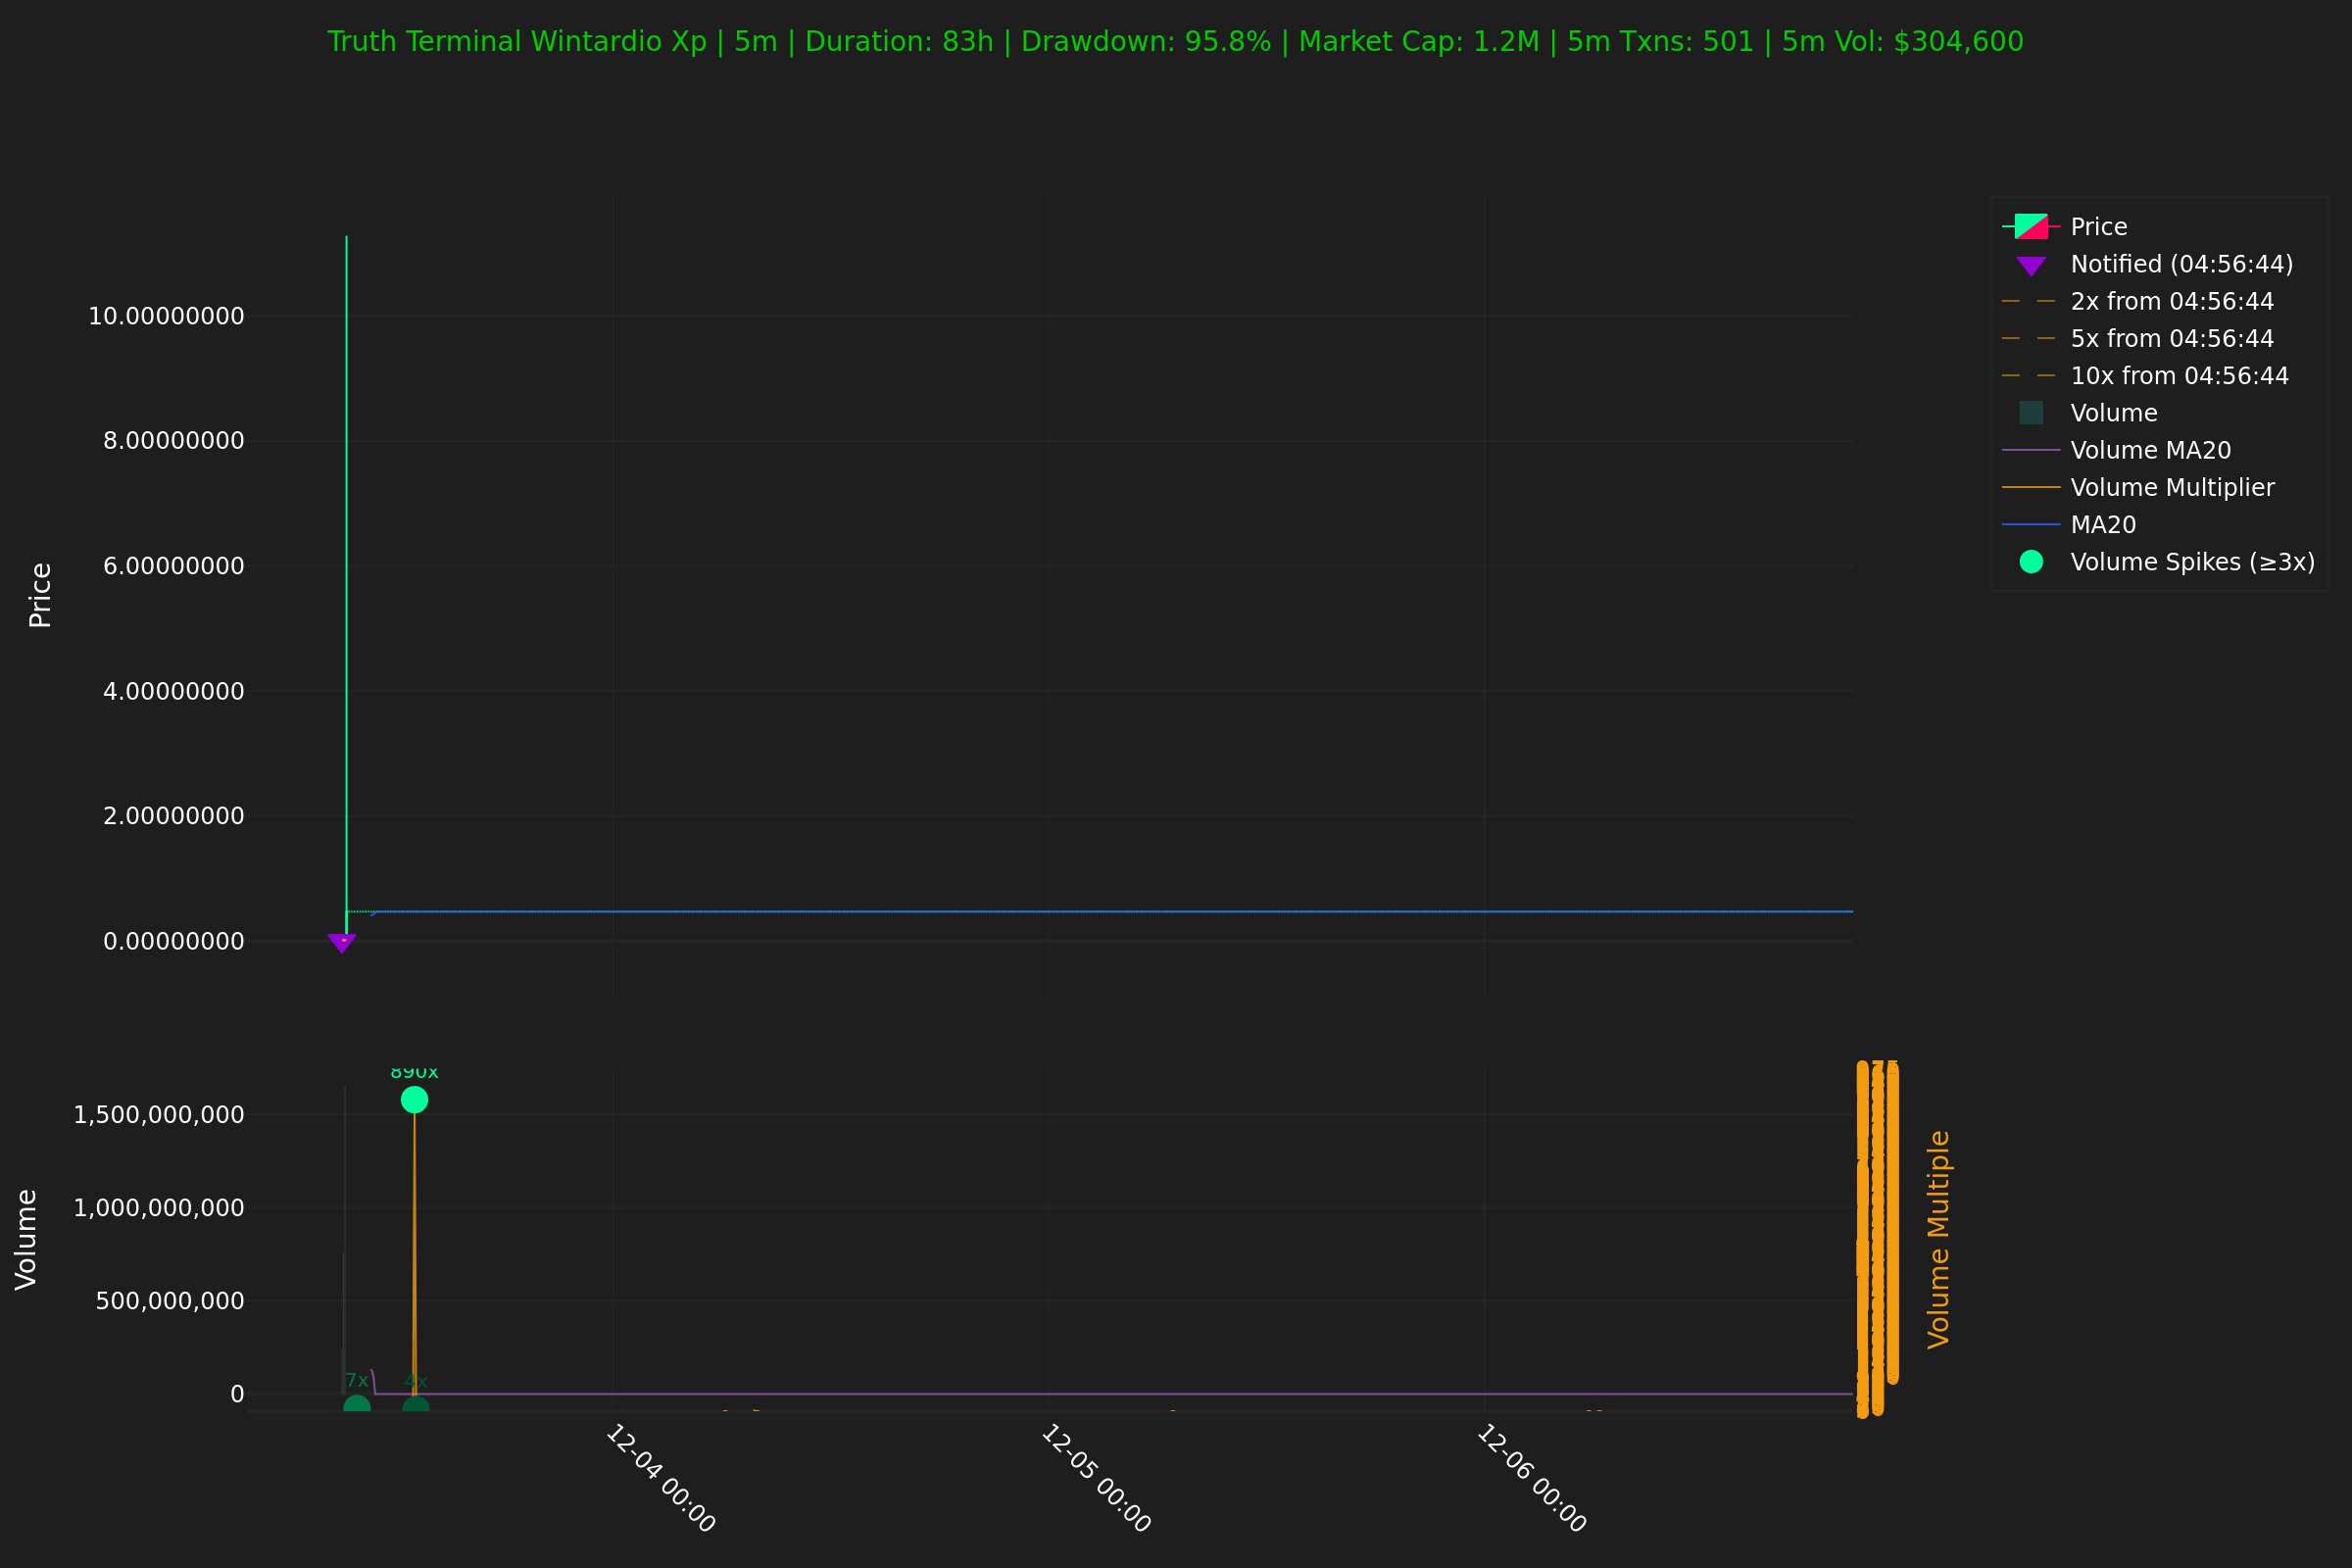 Truth Terminal Wintardio Xp | 5m | Duration: 83h | Drawdown: 95.8% | Market Cap: 1.2M | 5m Txns: 501 | 5m Vol: $304,600
Price
10.00000000
8.00000000
6.00000000
4.00000000
2.00000000
0.00000000
Price
Notified (04:56:44)
2x from 04:56:44
5x from 04:56:44
10x from 04:56:44
Volume
Volume MA20
Volume Multiplier
MA20
Volume Spikes (≥3x)
Volume
1,500,000,000
1,000,000,000
500,000,000
0
890x
7x
4x
Volume Multiple
12-04 00:00
12-05 00:00
12-06 00:00